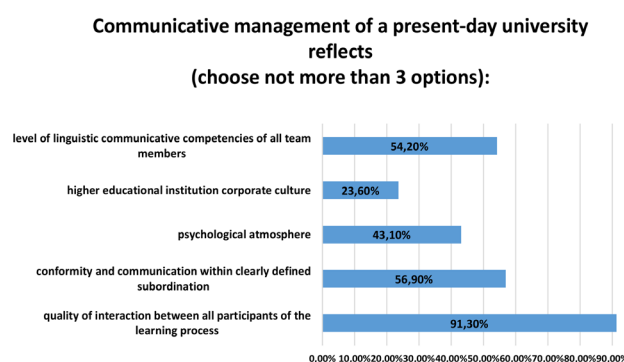 Communicative management of a present-day university
reflects
(choose not more than 3 options):
level of linguistic communicative competencies of all team
members
54,20%
higher educational institution corporate culture
23,60%
psychological atmosphere
43,10%
conformity and communication within clearly defined
subordination
56,90%
quality of interaction between all participants of the
learning process
91,30%
0.00% 10.00%20.00%30.00%40.00%50.00%60.00%70.00%80.00%90.00%